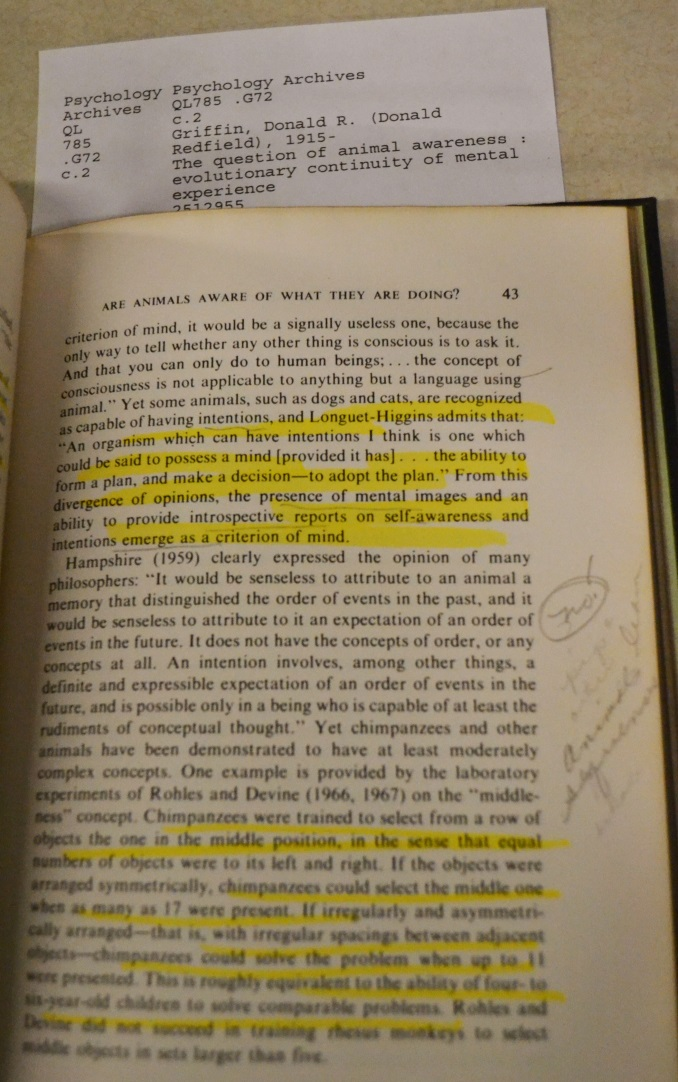 Psychology Psychology Archives
Archives QL785 .G72
QL c.2
785 Griffin, Donald R. (Donald
.G72 Redfield), 1915-
c.2 The question of animal awareness :
evolutionary continuity of mental
experience
2512955
ARE ANIMALS AWARE OF WHAT THEY ARE DOING? 43
criterion of mind, it would be a signally useless one, because the
only way to tell whether any other thing is conscious is to ask it.
And that you can only do to human beings; . . . the concept of
consciousness is not applicable to anything but a language using
animal." Yet some animals, such as dogs and cats, are recognized
as capable of having intentions, and Longuet-Higgins admits that:
"An organism which can have intentions I think is one which
could be said to possess a mind [provided it has] . . . the ability to
form a plan, and make a decision—to adopt the plan." From this
divergence of opinions, the presence of mental images and an
ability to provide introspective reports on self-awareness and
intentions emerge as a criterion of mind.
Hampshire (1959) clearly expressed the opinion of many
philosophers: "It would be senseless to attribute to an animal a
memory that distinguished the order of events in the past, and it
would be senseless to attribute to it an expectation of an order of
events in the future. It does not have the concepts of order, or any
concepts at all. An intention involves, among other things, a
definite and expressible expectation of an order of events in the
future, and is possible only in a being who is capable of at least the
rudiments of conceptual thought." Yet chimpanzees and other
animals have been demonstrated to have at least moderately
complex concepts. One example is provided by the laboratory
experiments of Rohles and Devine (1966, 1967) on the "middle-
ness" concept. Chimpanzees were trained to select from a row of
objects the one in the middle position, in the sense that equal
numbers of objects were to its left and right. If the objects were
arranged symmetrically, chimpanzees could select the middle one
when as many as 17 were present. If irregularly and asymmetri-
cally arranged—that is, with irregular spacings between adjacent
objects—chimpanzees could solve the problem when up to 11
were presented. This is roughly equivalent to the ability of four- to
six-year-old children to solve comparable problems. Rohles and
Devine did not succeed in training rhesus monkeys to select
middle objects in sets larger than five.
no!
learn
animals
sequences